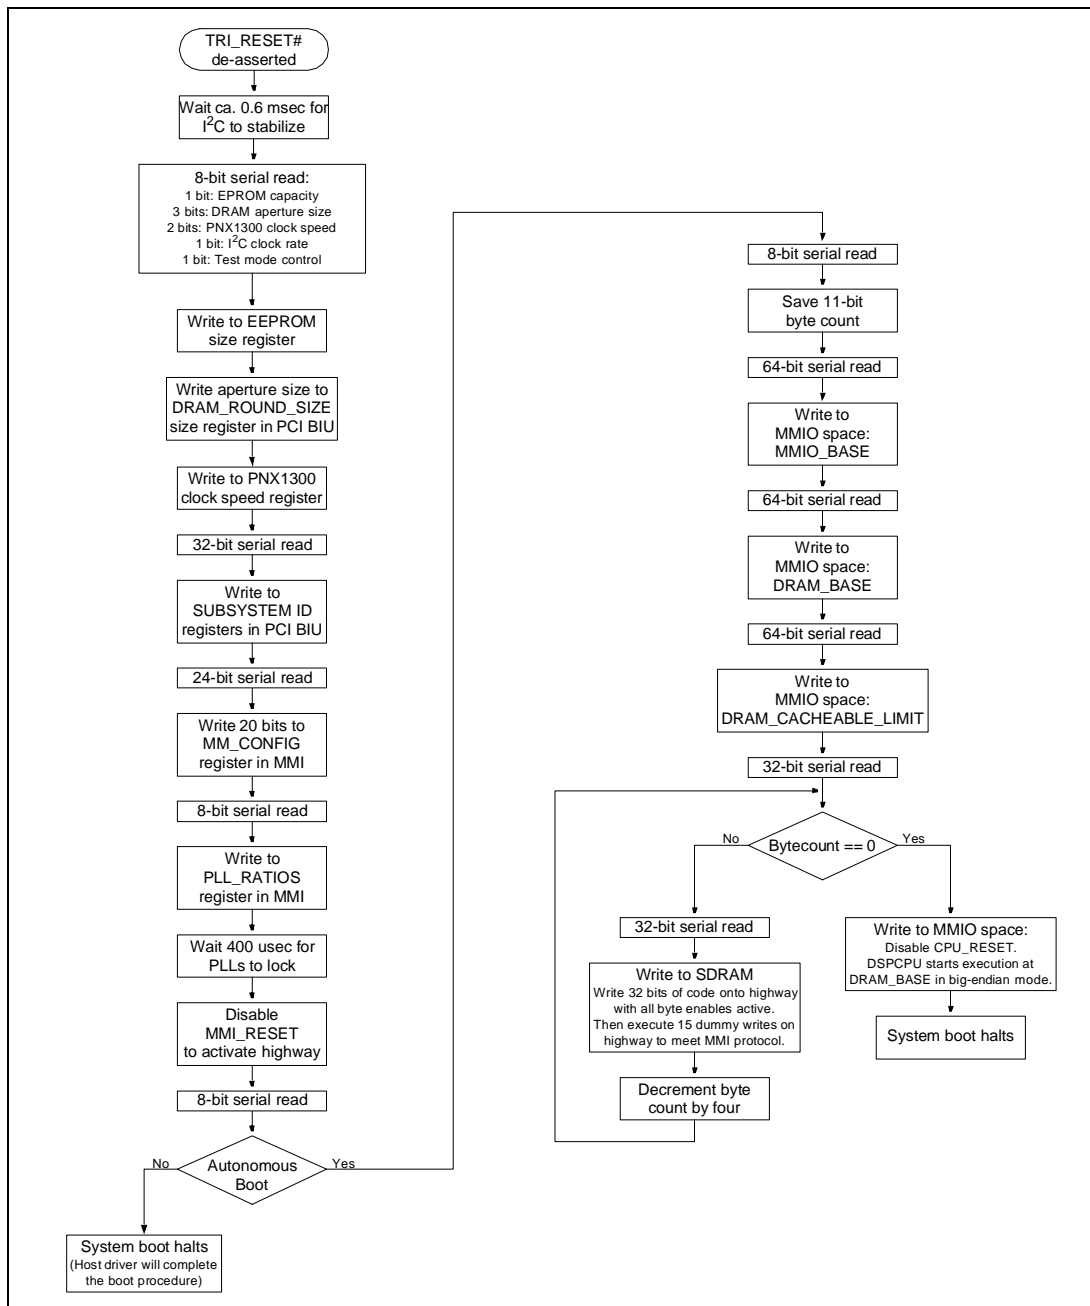 TRI_RESET#
de-asserted
Wait ca. 0.6 msec for
I²C to stabilize
8-bit serial read:
1 bit: EPROM capacity
3 bits: DRAM aperture size
2 bits: PNX1300 clock speed
1 bit: I²C clock rate
1 bit: Test mode control
Write to EEPROM
size register
Write aperture size to
DRAM_ROUND_SIZE
size register in PCI BIU
Write to PNX1300
clock speed register
32-bit serial read
Write to
SUBSYSTEM ID
registers in PCI BIU
24-bit serial read
Write 20 bits to
MM_CONFIG
register in MMI
8-bit serial read
Write to
PLL_RATIOS
register in MMI
Wait 400 usec for
PLLs to lock
Disable
MMI_RESET
to activate highway
8-bit serial read
No
Autonomous
Boot
Yes
System boot halts
(Host driver will complete
the boot procedure)
8-bit serial read
Save 11-bit
byte count
64-bit serial read
Write to
MMIO space:
MMIO_BASE
64-bit serial read
Write to
MMIO space:
DRAM_BASE
64-bit serial read
Write to
MMIO space:
DRAM_CACHEABLE_LIMIT
32-bit serial read
No
Bytecount == 0
Yes
32-bit serial read
Write to SDRAM
Write 32 bits of code onto highway
with all byte enables active.
Then execute 15 dummy writes on
highway to meet MMI protocol.
Decrement byte
count by four
Write to MMIO space:
Disable CPU_RESET.
DSPCPU starts execution at
DRAM_BASE in big-endian mode.
System boot halts